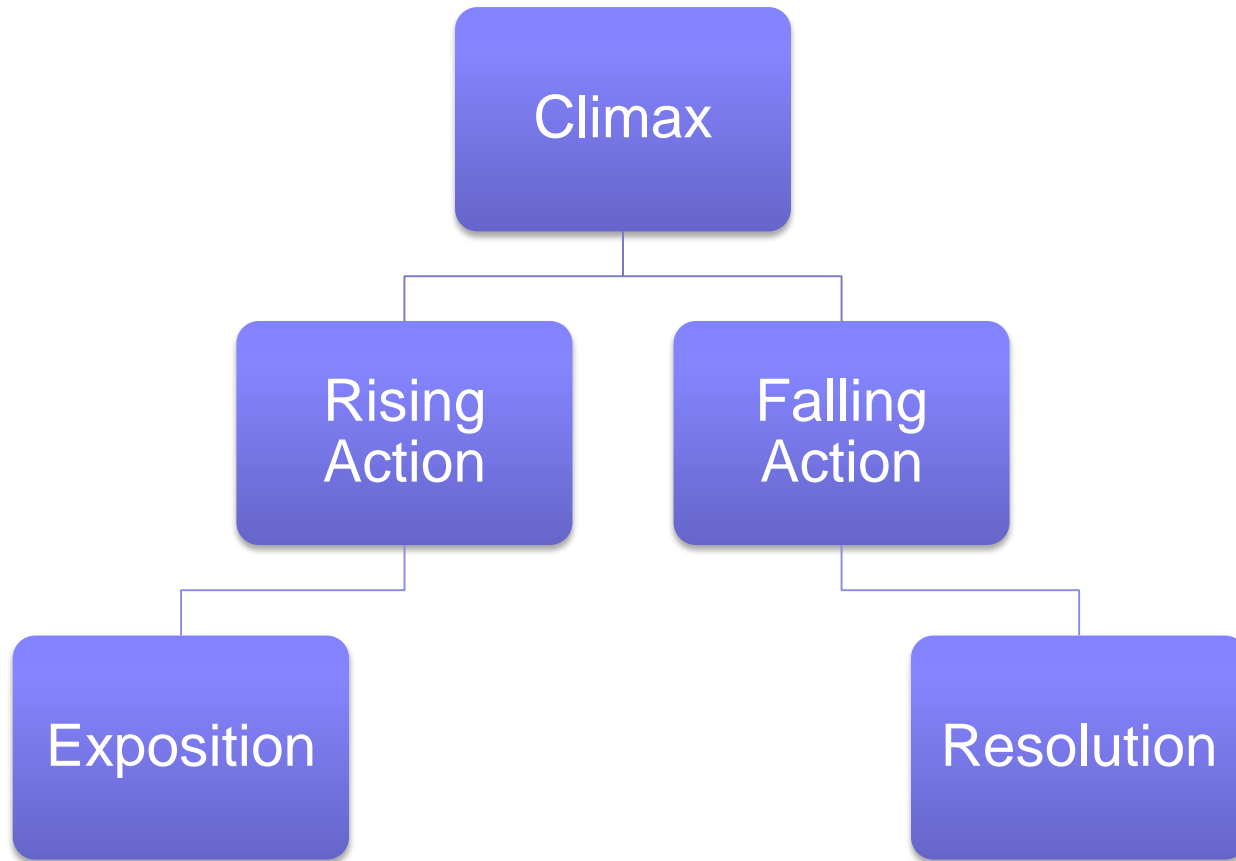 Climax
Rising
Action
Falling
Action
Exposition
Resolution